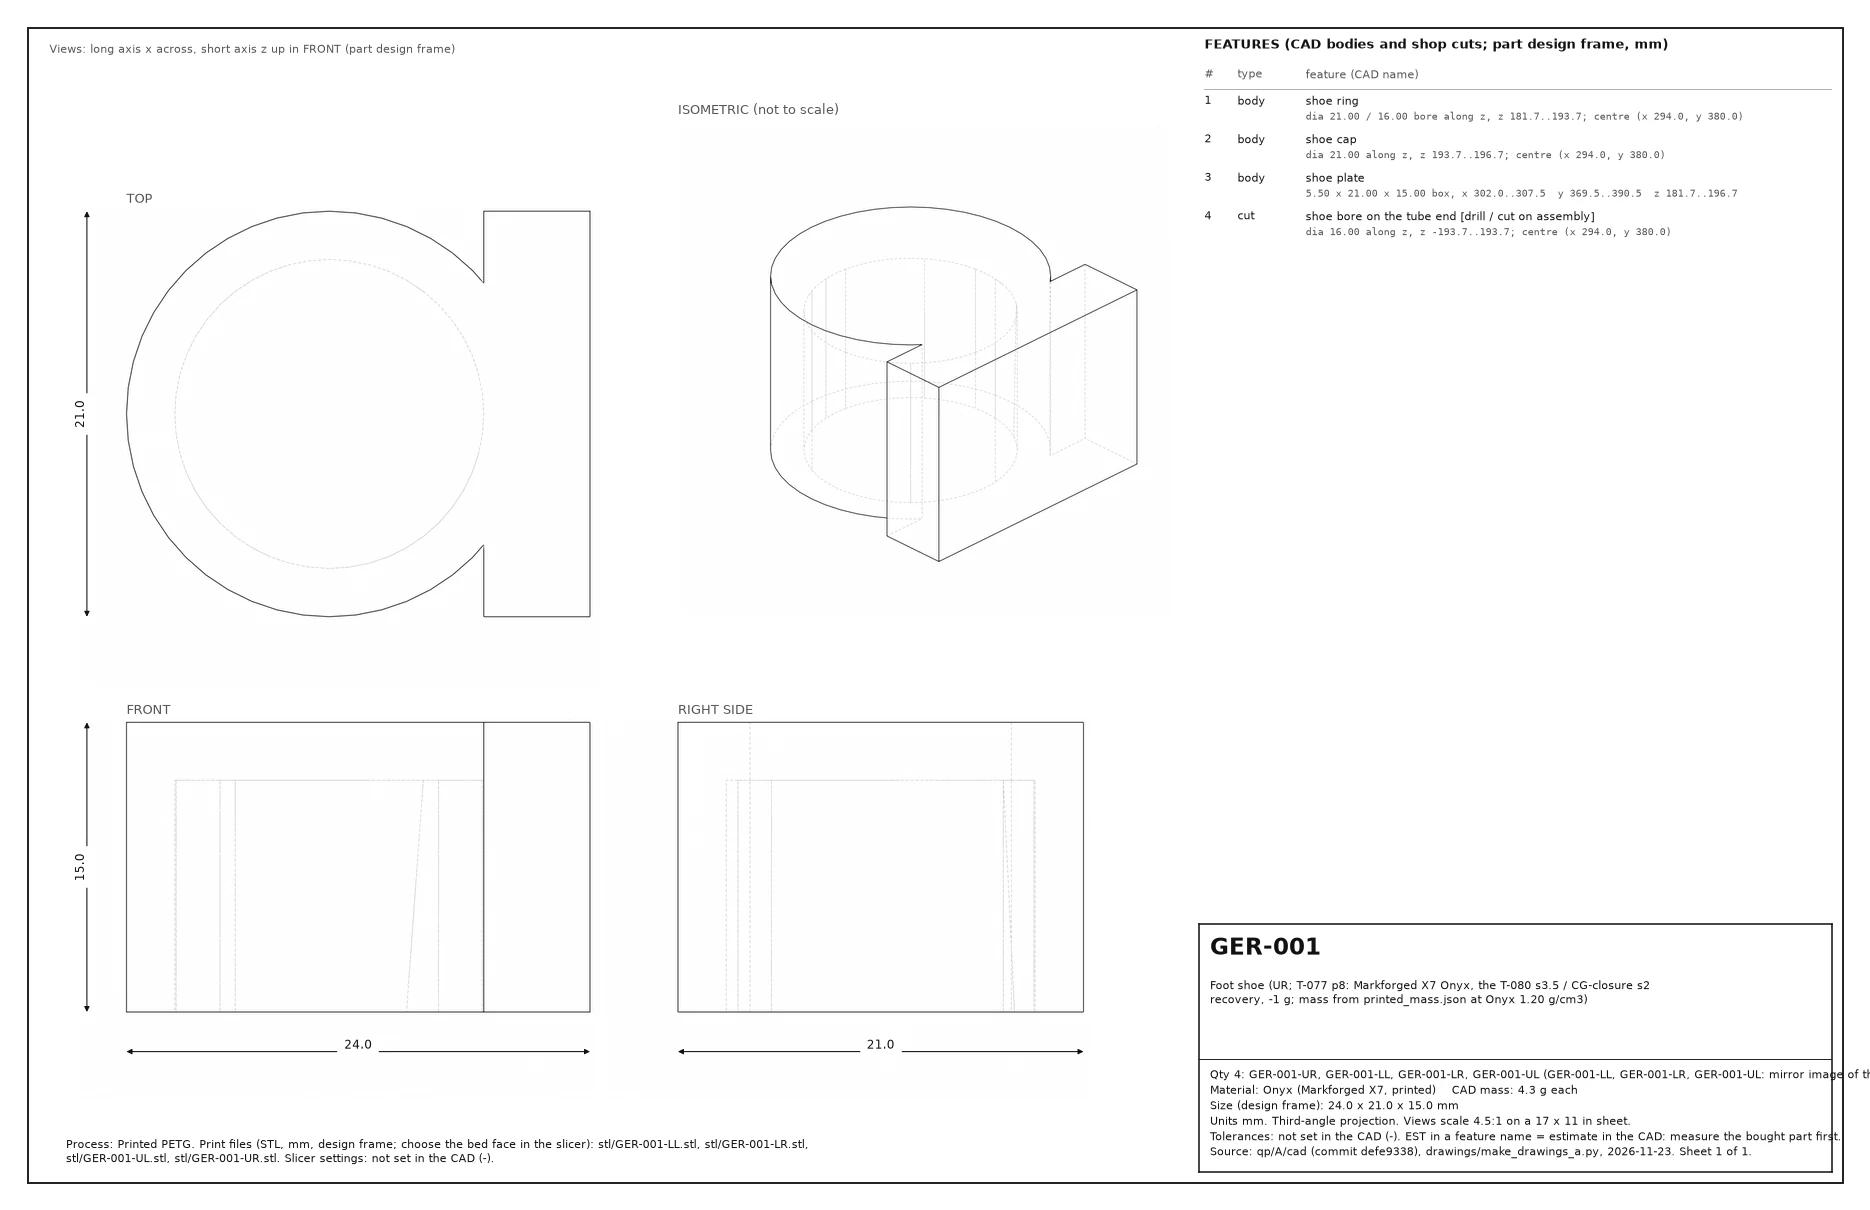 Views: long axis x across, short axis z up in FRONT (part design frame)
ISOMETRIC (not to scale)
TOP
21.0
FRONT
15.0
24.0
RIGHT SIDE
21.0
Process: Printed PETG. Print files (STL, mm, design frame; choose the bed face in the slicer): stl/GER-001-LL.stl, stl/GER-001-LR.stl,
stl/GER-001-UL.stl, stl/GER-001-UR.stl. Slicer settings: not set in the CAD (-).
FEATURES (CAD bodies and shop cuts; part design frame, mm)
# type feature (CAD name)
1 body shoe ring
dia 21.00 / 16.00 bore along z, z 181.7..193.7; centre (x 294.0, y 380.0)
2 body shoe cap
dia 21.00 along z, z 193.7..196.7; centre (x 294.0, y 380.0)
3 body shoe plate
5.50 x 21.00 x 15.00 box, x 302.0..307.5 y 369.5..390.5 z 181.7..196.7
4 cut shoe bore on the tube end [drill / cut on assembly]
dia 16.00 along z, z -193.7..193.7; centre (x 294.0, y 380.0)
GER-001
Foot shoe (UR; T-077 p8: Markforged X7 Onyx, the T-080 s3.5 / CG-closure s2
recovery, -1 g; mass from printed_mass.json at Onyx 1.20 g/cm3)
Qty 4: GER-001-UR, GER-001-LL, GER-001-LR, GER-001-UL (GER-001-LL, GER-001-LR, GER-001-UL: mirror image of th
Material: Onyx (Markforged X7, printed) CAD mass: 4.3 g each
Size (design frame): 24.0 x 21.0 x 15.0 mm
Units mm. Third-angle projection. Views scale 4.5:1 on a 17 x 11 in sheet.
Tolerances: not set in the CAD (-). EST in a feature name = estimate in the CAD: measure the bought part first.
Source: qp/A/cad (commit defe9338), drawings/make_drawings_a.py, 2026-11-23. Sheet 1 of 1.